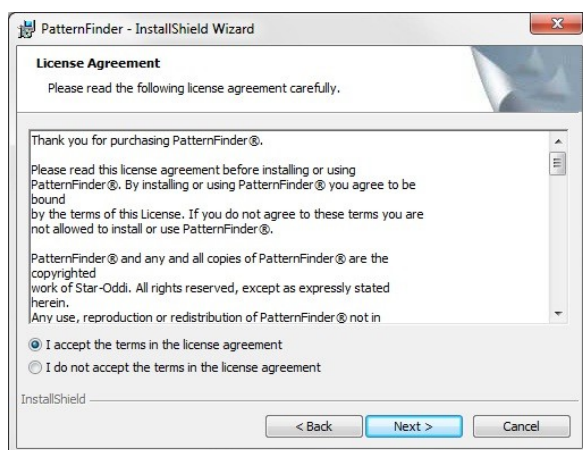 PatternFinder - InstallShield Wizard
License Agreement
Please read the following license agreement carefully.
Thank you for purchasing PatternFinder®.
Please read this license agreement before installing or using
PatternFinder®. By installing or using PatternFinder® you agree to be
bound
by the terms of this License. If you do not agree to these terms you are
not allowed to install or use PatternFinder®.
PatternFinder® and any and all copies of PatternFinder® are the
copyrighted
work of Star-Oddi. All rights reserved, except as expressly stated
herein.
Any use, reproduction or redistribution of PatternFinder® not in
I accept the terms in the license agreement
I do not accept the terms in the license agreement
InstallShield
< Back Next > Cancel